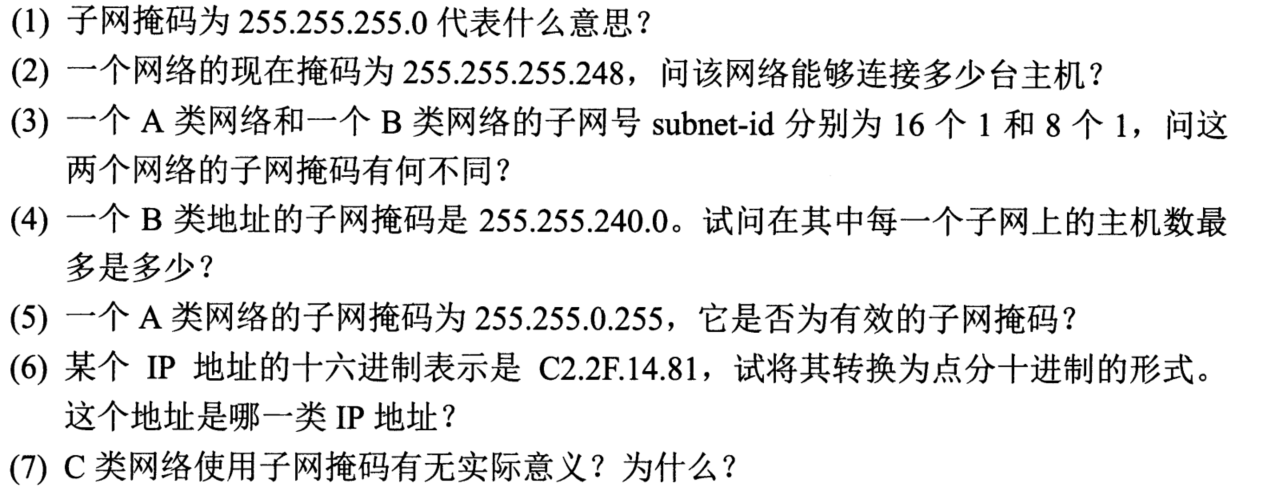 (1) 子网掩码为 255.255.255.0 代表什么意思？
(2) 一个网络的现在掩码为 255.255.255.248，问该网络能够连接多少台主机？
(3) 一个 A 类网络和一个 B 类网络的子网号 subnet-id 分别为 16 个 1 和 8 个 1，问这
两个网络的子网掩码有何不同？
(4) 一个 B 类地址的子网掩码是 255.255.240.0。试问在其中每一个子网上的主机数最
多是多少？
(5) 一个 A 类网络的子网掩码为 255.255.0.255，它是否为有效的子网掩码？
(6) 某个 IP 地址的十六进制表示是 C2.2F.14.81，试将其转换为点分十进制的形式。
这个地址是哪一类 IP 地址？
(7) C 类网络使用子网掩码有无实际意义？为什么？